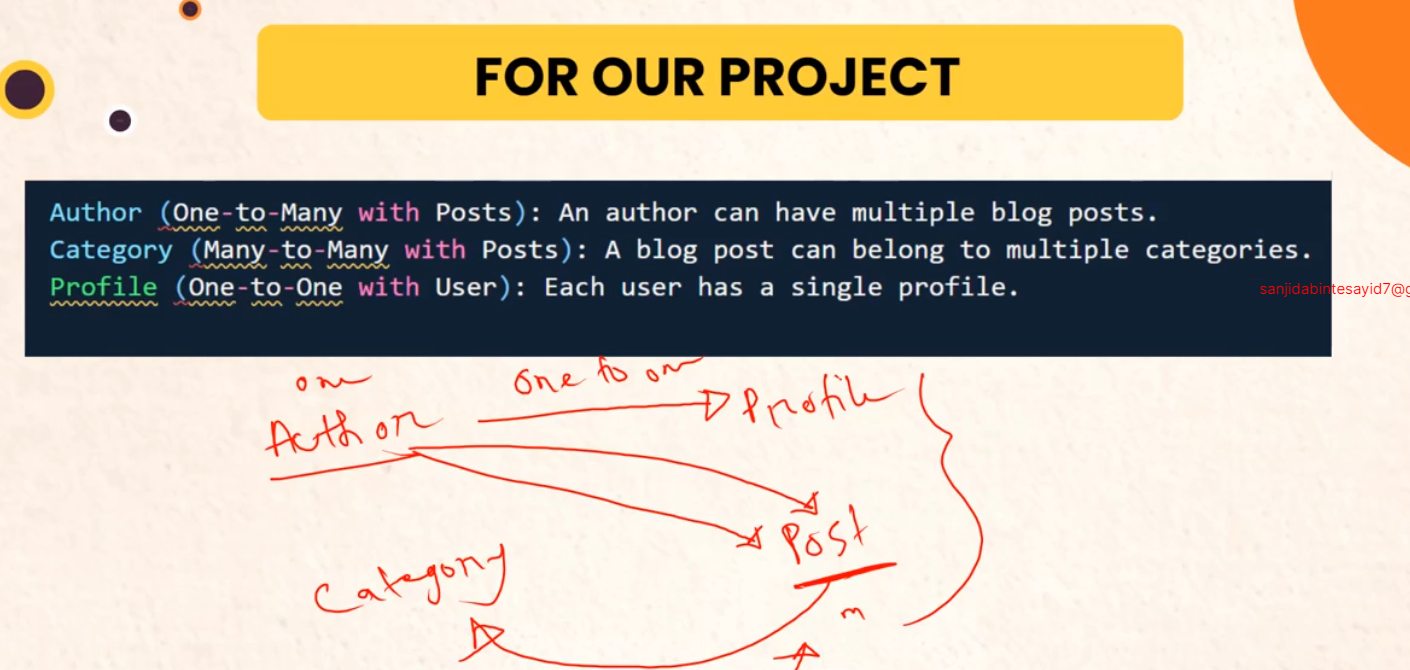 FOR OUR PROJECT
Author (One-to-Many with Posts): An author can have multiple blog posts.
Category (Many-to-Many with Posts): A blog post can belong to multiple categories.
Profile (One-to-One with User): Each user has a single profile.
sanjidabintesayid7@g
one
one to one
Author
Profile
Post
Category
m